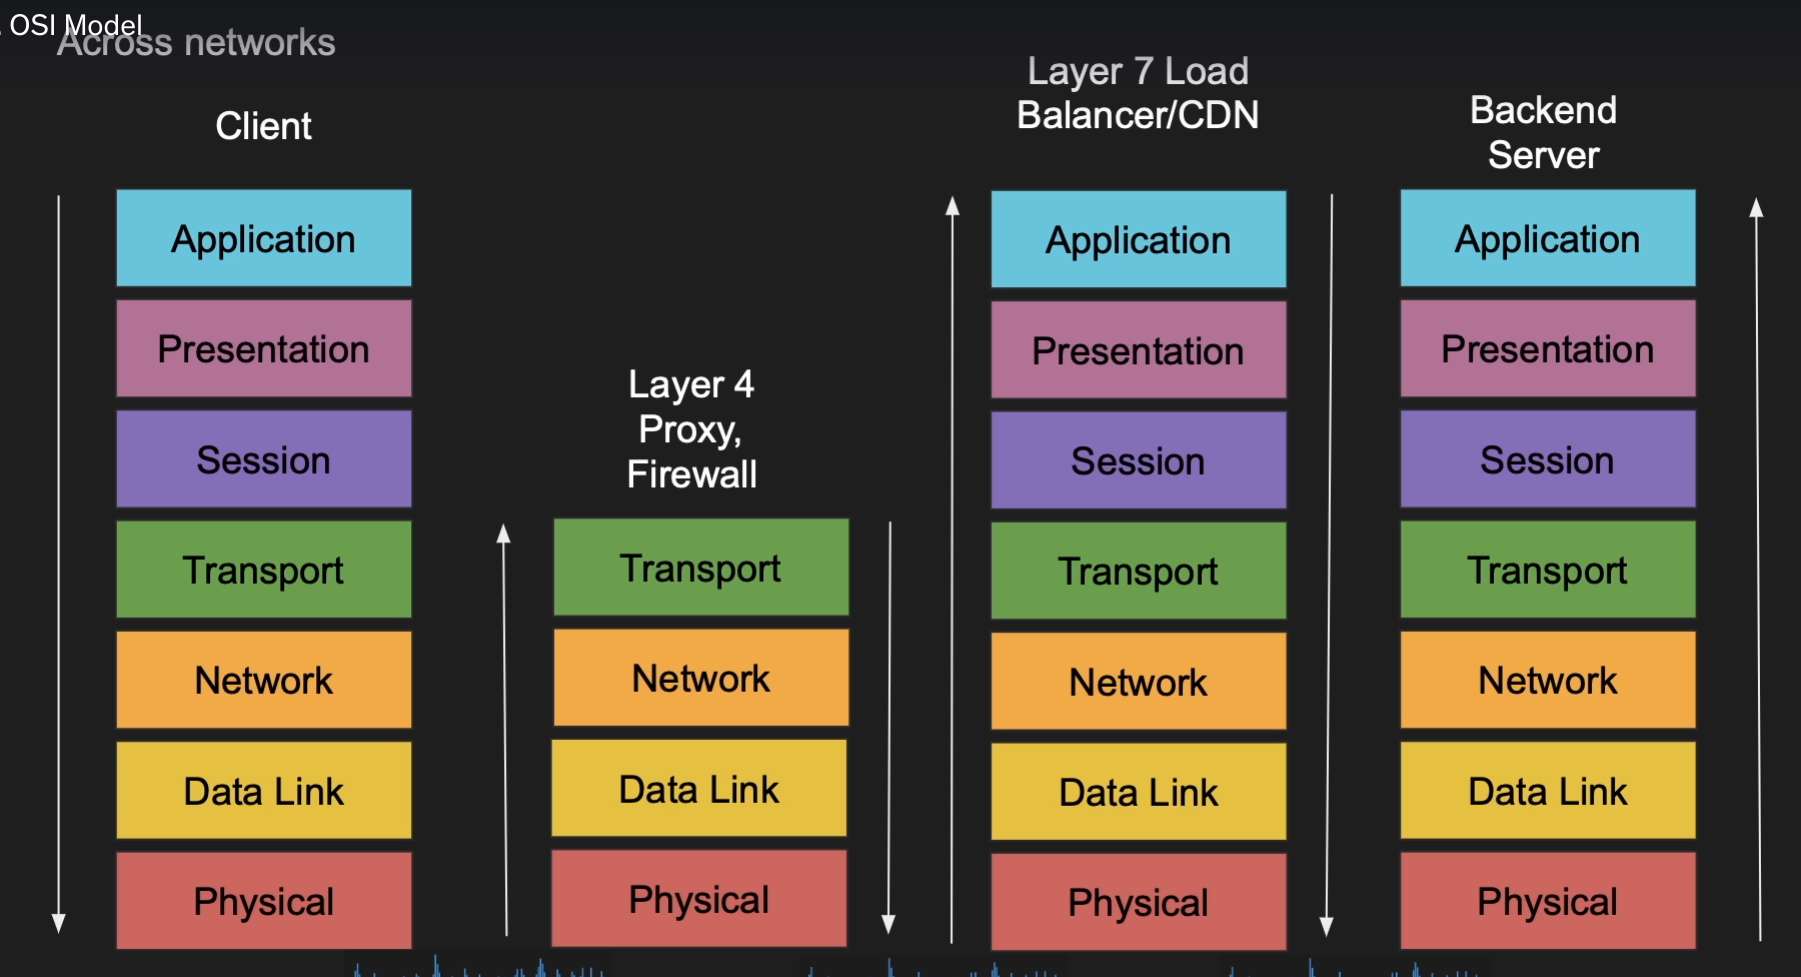 OSI Model
Across networks
Client
Application
Presentation
Session
Transport
Network
Data Link
Physical
Layer 4
Proxy,
Firewall
Transport
Network
Data Link
Physical
Layer 7 Load
Balancer/CDN
Application
Presentation
Session
Transport
Network
Data Link
Physical
Backend
Server
Application
Presentation
Session
Transport
Network
Data Link
Physical